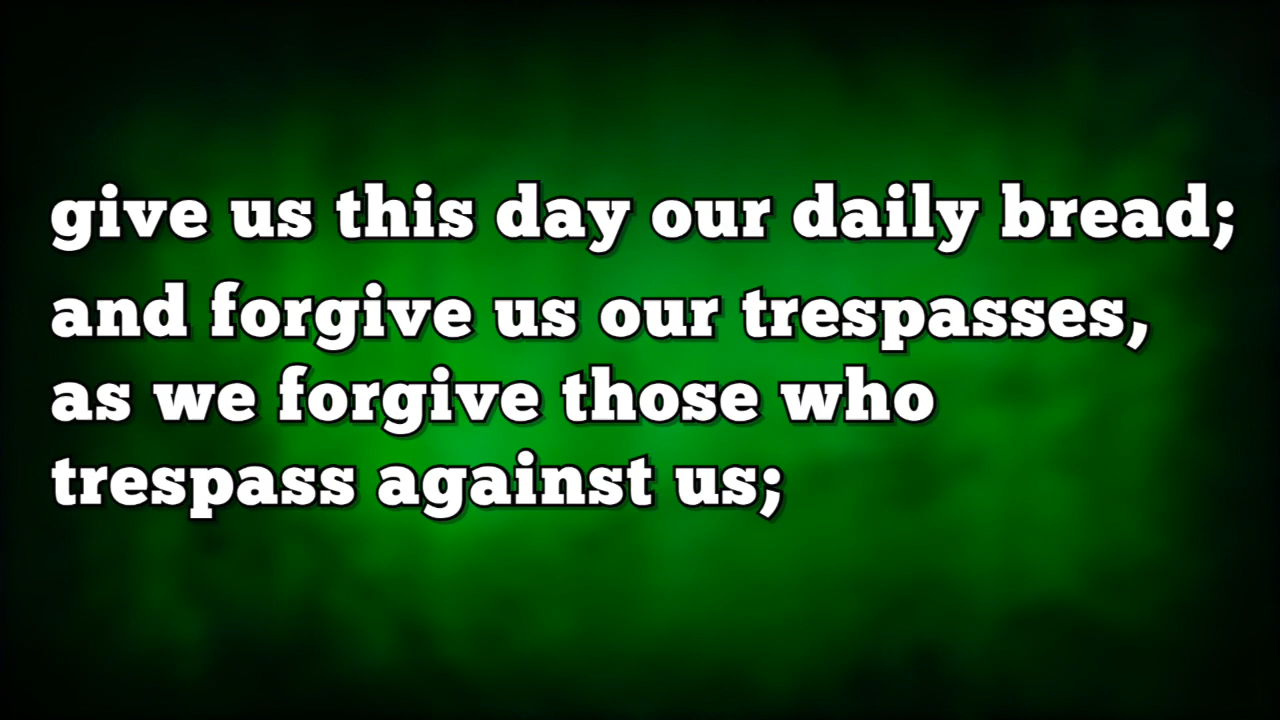 give us this day our daily bread;
and forgive us our trespasses,
as we forgive those who
trespass against us;